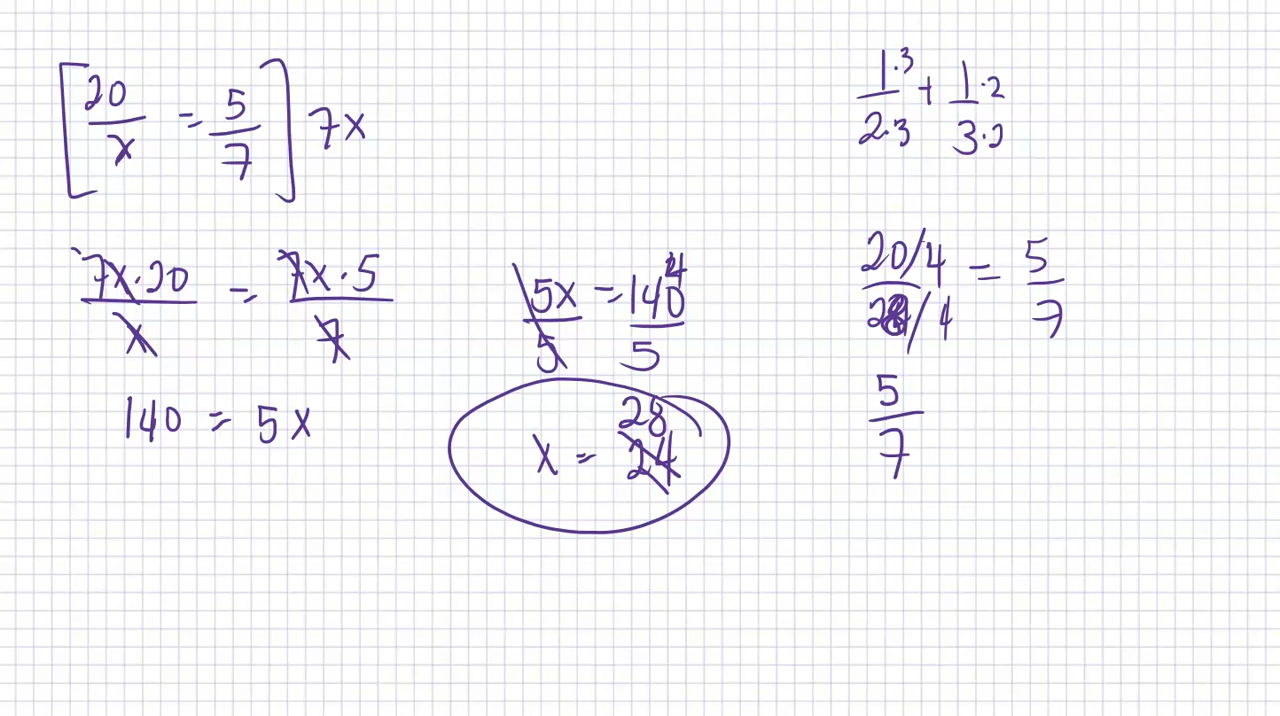 [20/x = 5/7] 7x
7x·20/x = 7x·5/7
140 = 5x
5x/5 = 140/5
4
28
x = 24
1·3/2·3 + 1·2/3·2
20/4 / 28/4 = 5/7
5/7